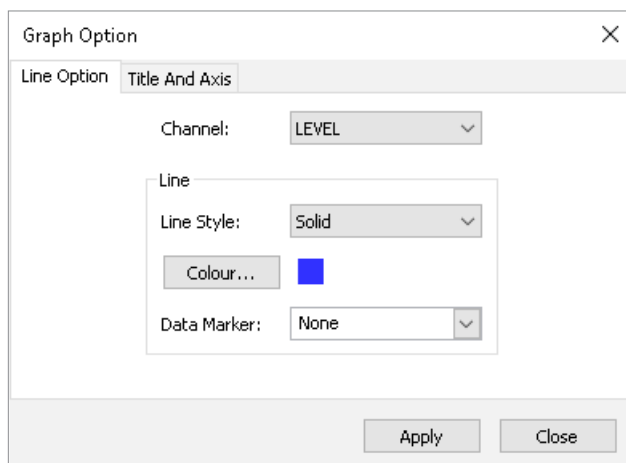 Graph Option
Line Option Title And Axis
Channel: LEVEL
Line
Line Style: Solid
Colour...
Data Marker: None
Apply Close